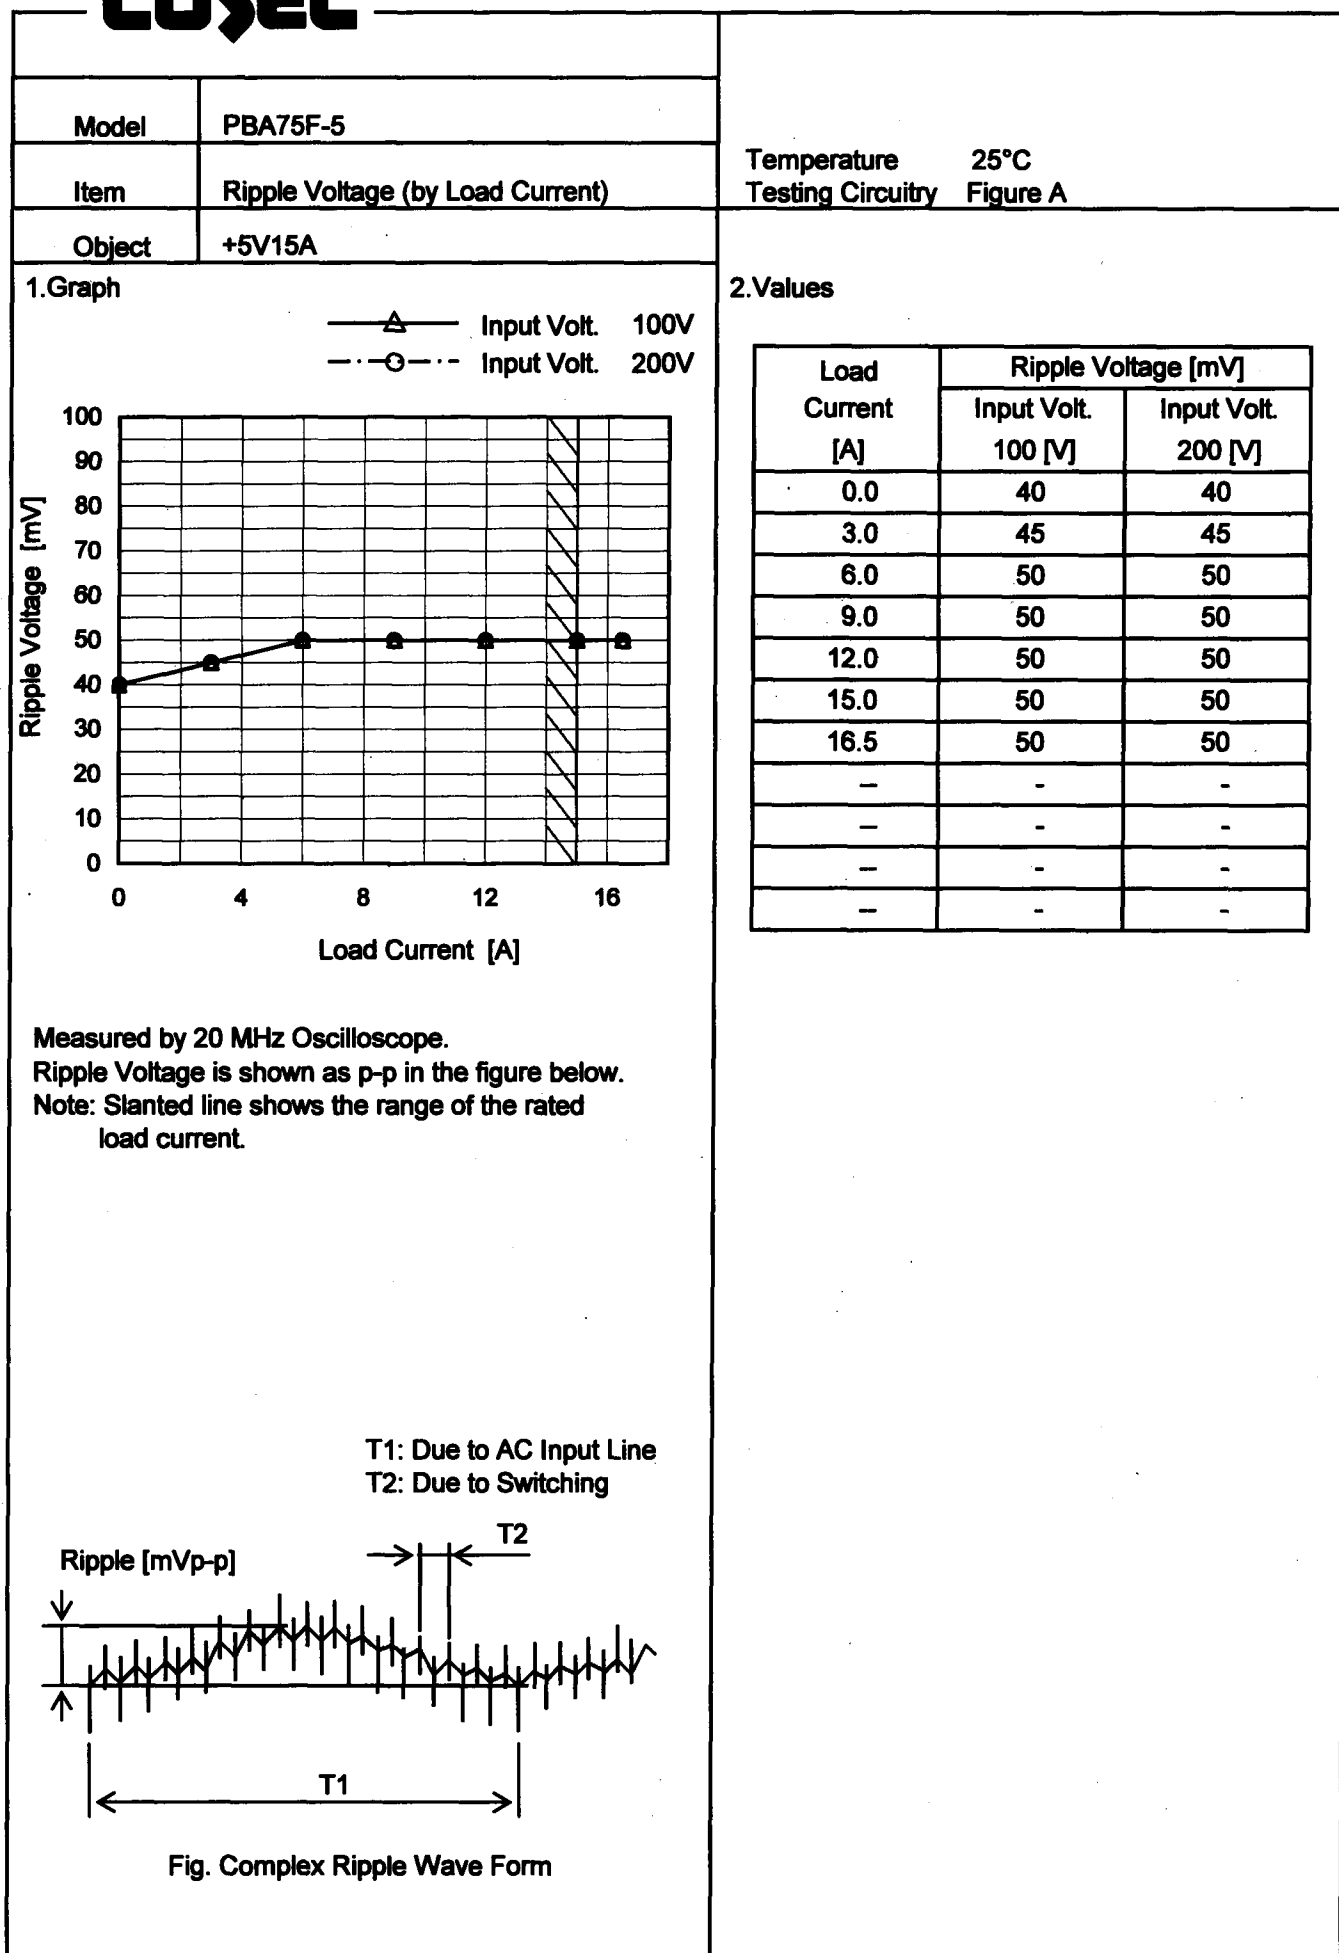 COSEL
Model PBA75F-5
Item Ripple Voltage (by Load Current)
Object +5V15A
Temperature 25°C
Testing Circuitry Figure A
1.Graph
Input Volt. 100V
Input Volt. 200V
Ripple Voltage [mV]
100
90
80
70
60
50
40
30
20
10
0
0 4 8 12 16
Load Current [A]
Measured by 20 MHz Oscilloscope.
Ripple Voltage is shown as p-p in the figure below.
Note: Slanted line shows the range of the rated
load current.
T1: Due to AC Input Line
T2: Due to Switching
T2
Ripple [mVp-p]
T1
Fig. Complex Ripple Wave Form
2.Values
Load Ripple Voltage [mV]
Current Input Volt. Input Volt.
[A] 100 [V] 200 [V]
0.0 40 40
3.0 45 45
6.0 50 50
9.0 50 50
12.0 50 50
15.0 50 50
16.5 50 50
– - -
– - -
– - -
– - -